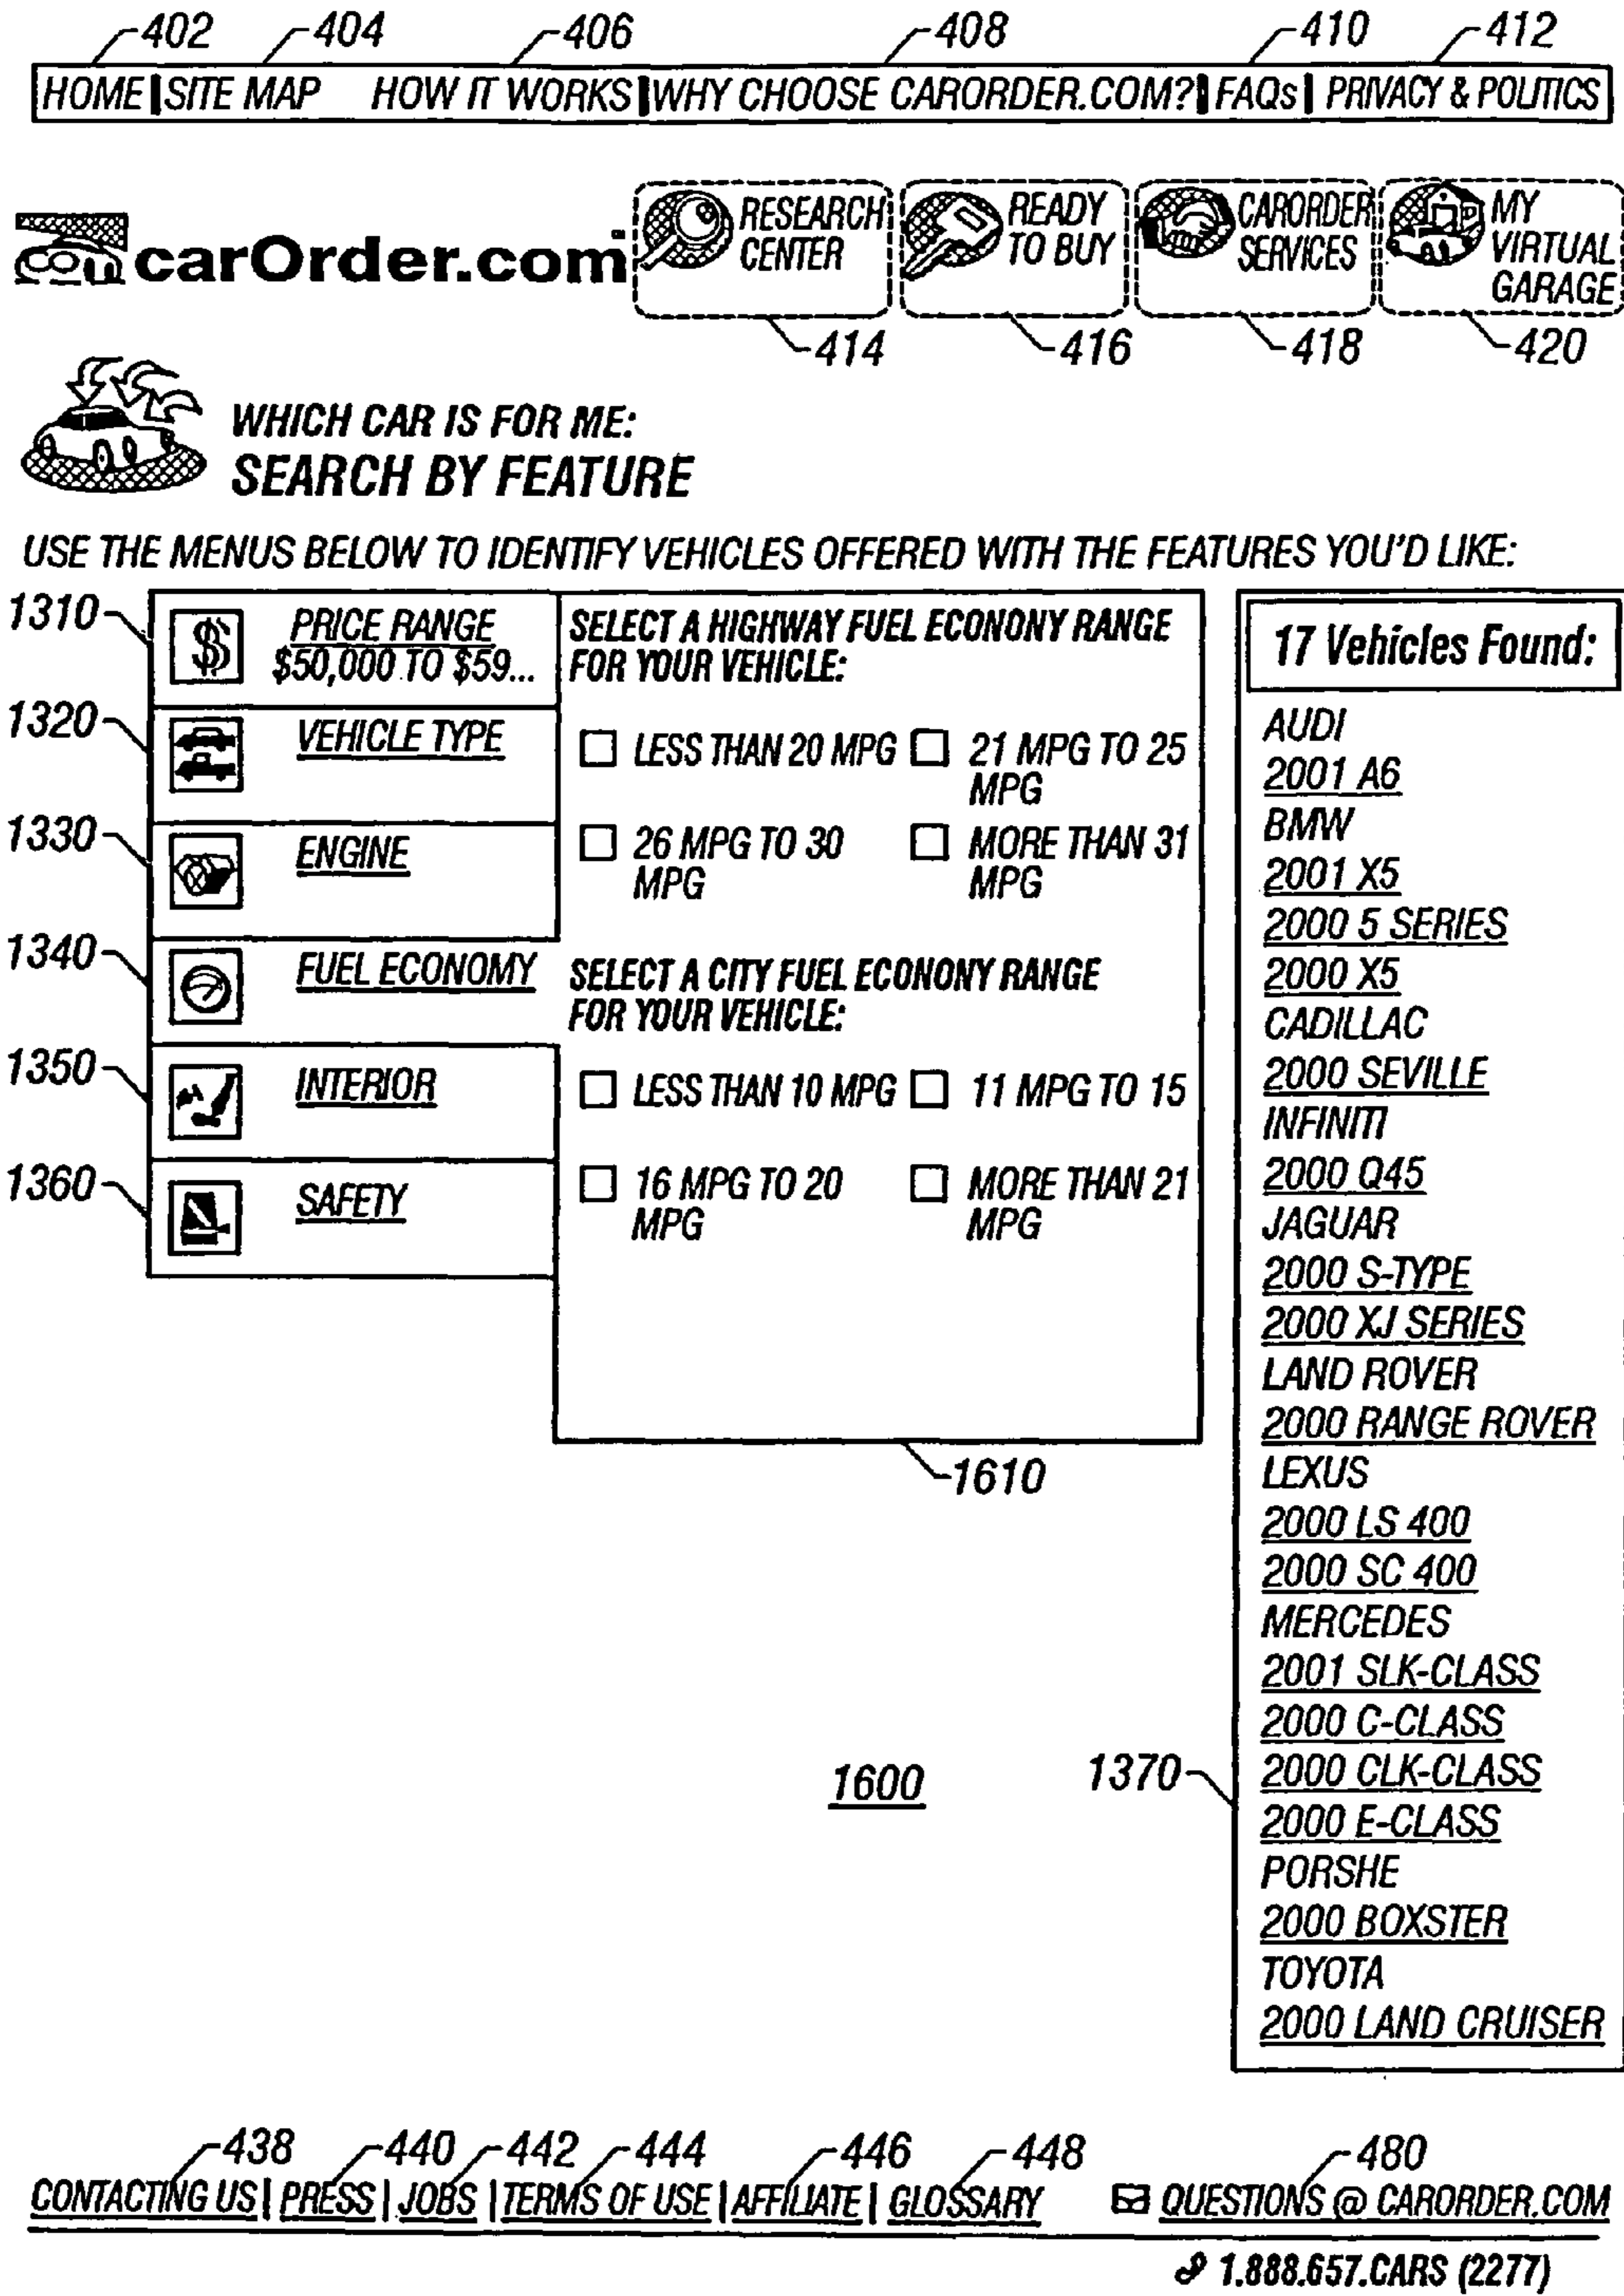 402 404 406 408 410 412
HOME | SITE MAP HOW IT WORKS | WHY CHOOSE CARORDER.COM? | FAQs | PRIVACY & POLITICS
carOrder.com
RESEARCH CENTER
READY TO BUY
CARORDER SERVICES
MY VIRTUAL GARAGE
414 416 418 420
WHICH CAR IS FOR ME:
SEARCH BY FEATURE
USE THE MENUS BELOW TO IDENTIFY VEHICLES OFFERED WITH THE FEATURES YOU'D LIKE:
1310
$
PRICE RANGE
$50,000 TO $59...
1320
VEHICLE TYPE
1330
ENGINE
1340
FUEL ECONOMY
1350
INTERIOR
1360
SAFETY
SELECT A HIGHWAY FUEL ECONONY RANGE
FOR YOUR VEHICLE:
LESS THAN 20 MPG
21 MPG TO 25
MPG
26 MPG TO 30
MPG
MORE THAN 31
MPG
SELECT A CITY FUEL ECONONY RANGE
FOR YOUR VEHICLE:
LESS THAN 10 MPG
11 MPG TO 15
16 MPG TO 20
MPG
MORE THAN 21
MPG
1610
17 Vehicles Found:
AUDI
2001 A6
BMW
2001 X5
2000 5 SERIES
2000 X5
CADILLAC
2000 SEVILLE
INFINITI
2000 Q45
JAGUAR
2000 S-TYPE
2000 XJ SERIES
LAND ROVER
2000 RANGE ROVER
LEXUS
2000 LS 400
2000 SC 400
MERCEDES
2001 SLK-CLASS
2000 C-CLASS
2000 CLK-CLASS
2000 E-CLASS
PORSHE
2000 BOXSTER
TOYOTA
2000 LAND CRUISER
1600
1370
438 440 442 444 446 448 480
CONTACTING US | PRESS | JOBS | TERMS OF USE | AFFILIATE | GLOSSARY QUESTIONS @ CARORDER.COM
1.888.657.CARS (2277)